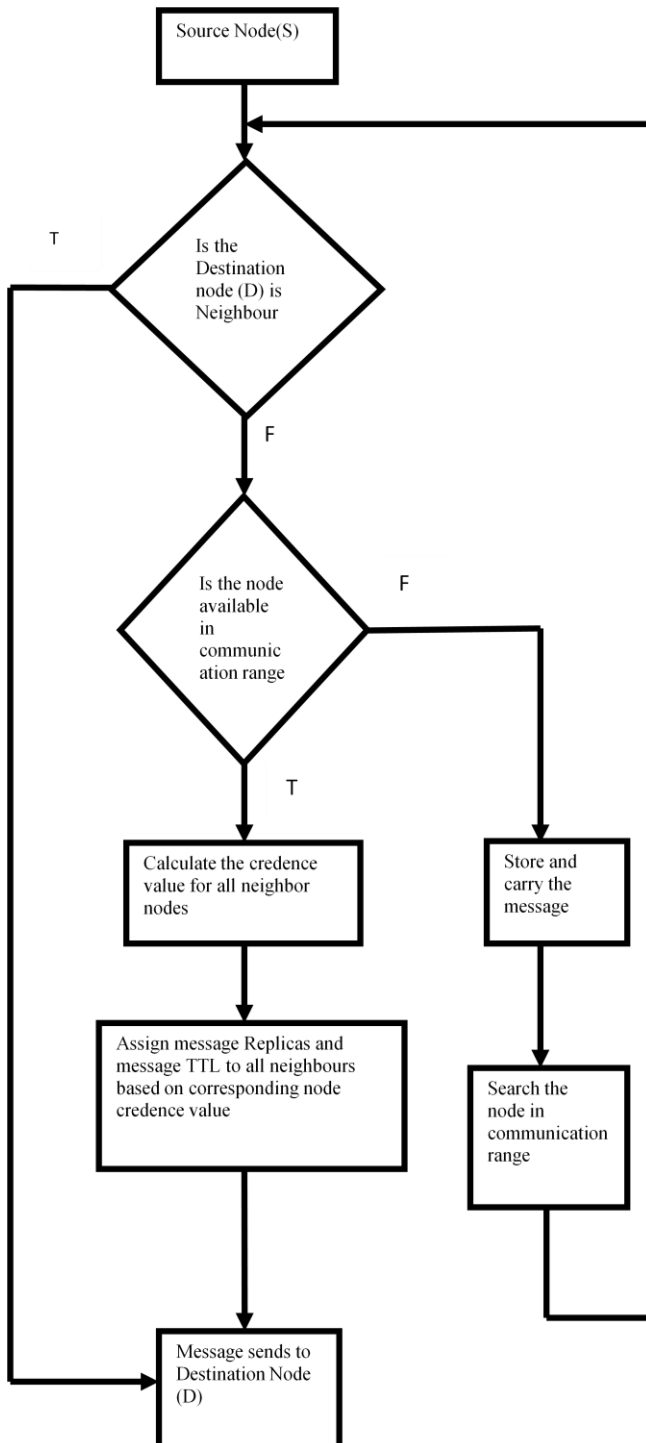 Source Node(S)
T
Is the
Destination
node (D) is
Neighbour
F
Is the node
available
in
communic
ation range
F
T
Calculate the credence
value for all neighbor
nodes
Store and
carry the
message
Assign message Replicas and
message TTL to all neighbours
based on corresponding node
credence value
Search the
node in
communication
range
Message sends to
Destination Node
(D)